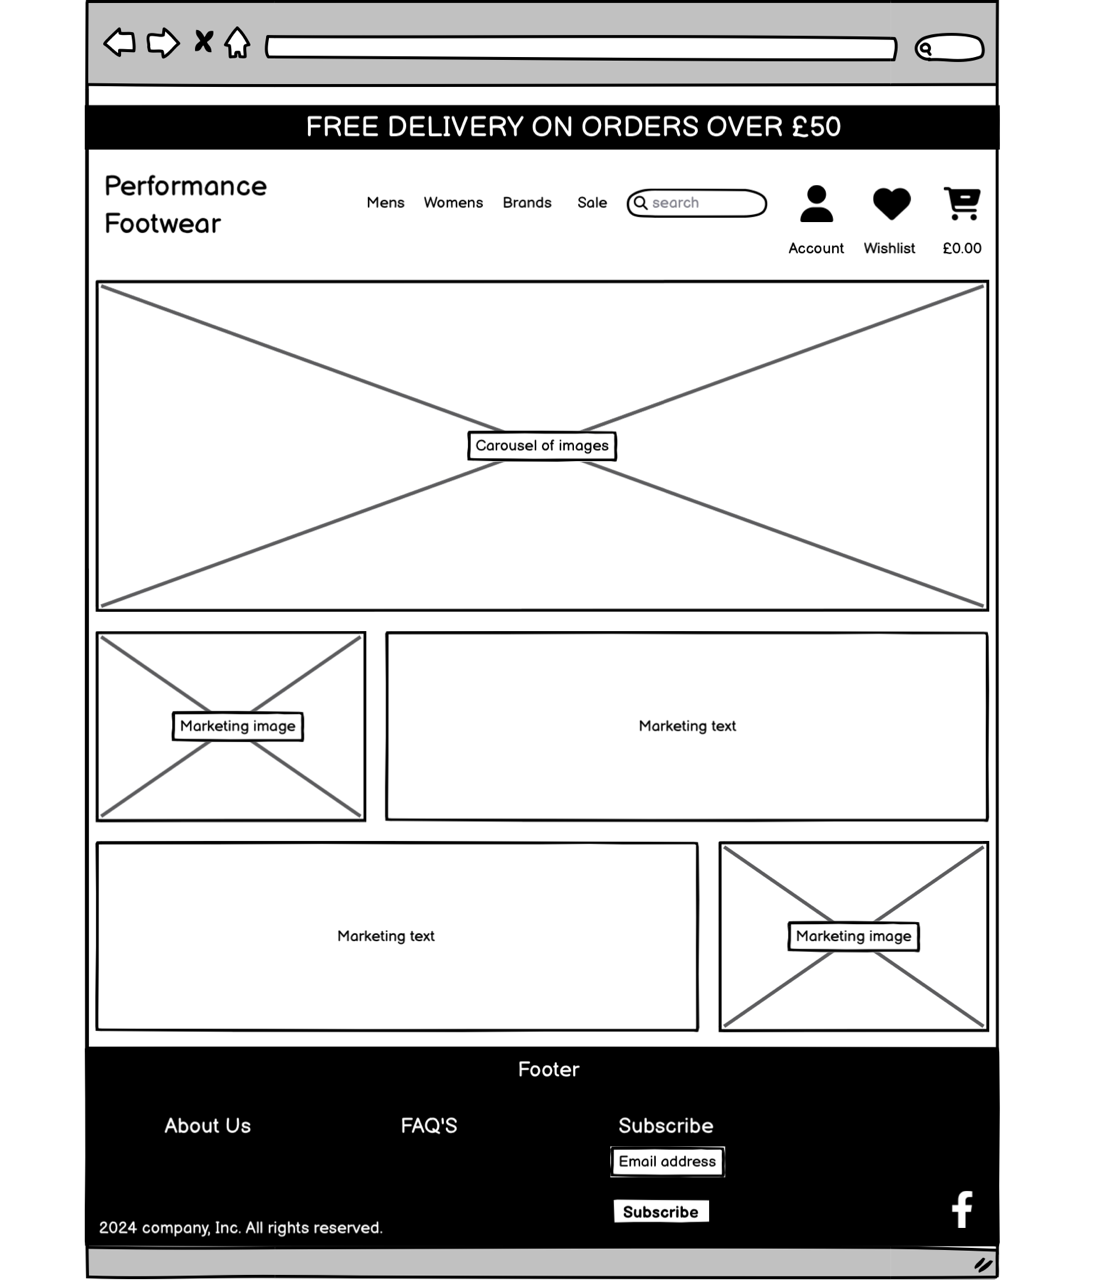 FREE DELIVERY ON ORDERS OVER £50
Performance
Footwear
Mens Womens Brands Sale search
Account Wishlist £0.00
Carousel of images
Marketing image
Marketing text
Marketing text
Marketing image
Footer
About Us FAQ'S Subscribe
Email address
Subscribe
2024 company, Inc. All rights reserved.